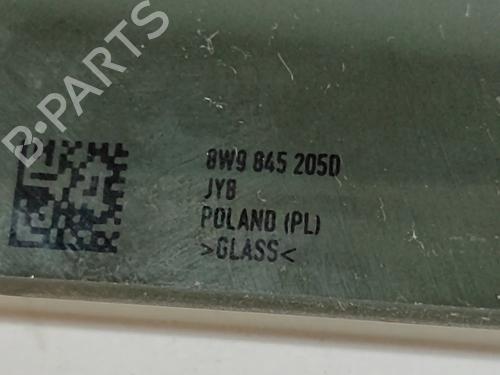 B-PARTS
8W9 845 205D
JYB
POLAND (PL)
>GLASS<